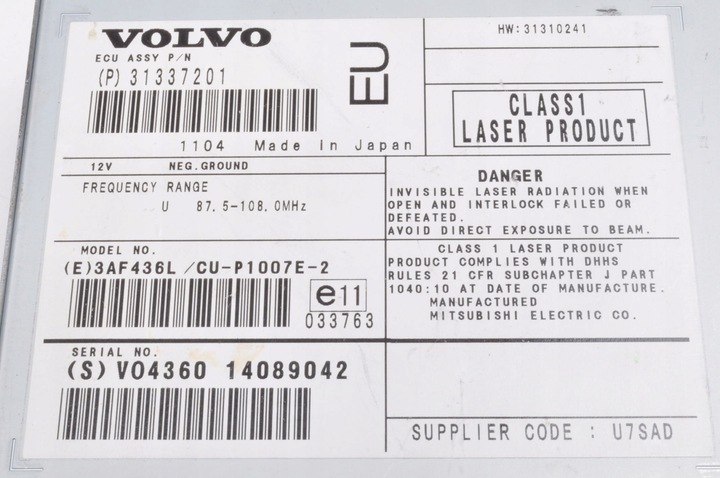 VOLVO
ECU ASSY P/N
(P) 31337201
EU
1104 Made In Japan
HW:31310241
CLASS1
LASER PRODUCT
12V NEG.GROUND
FREQUENCY RANGE
U 87.5-108.0MHz
DANGER
INVISIBLE LASER RADIATION WHEN
OPEN AND INTERLOCK FAILED OR
DEFEATED.
AVOID DIRECT EXPOSURE TO BEAM.
MODEL NO.
(E)3AF436L /CU-P1007E-2
e11
033763
CLASS 1 LASER PRODUCT
PRODUCT COMPLIES WITH DHHS
RULES 21 CFR SUBCHAPTER J PART
1040:10 AT DATE OF MANUFACTURE.
MANUFACTURED
MITSUBISHI ELECTRIC CO.
SERIAL NO.
(S) VO4360 14089042
SUPPLIER CODE : U7SAD